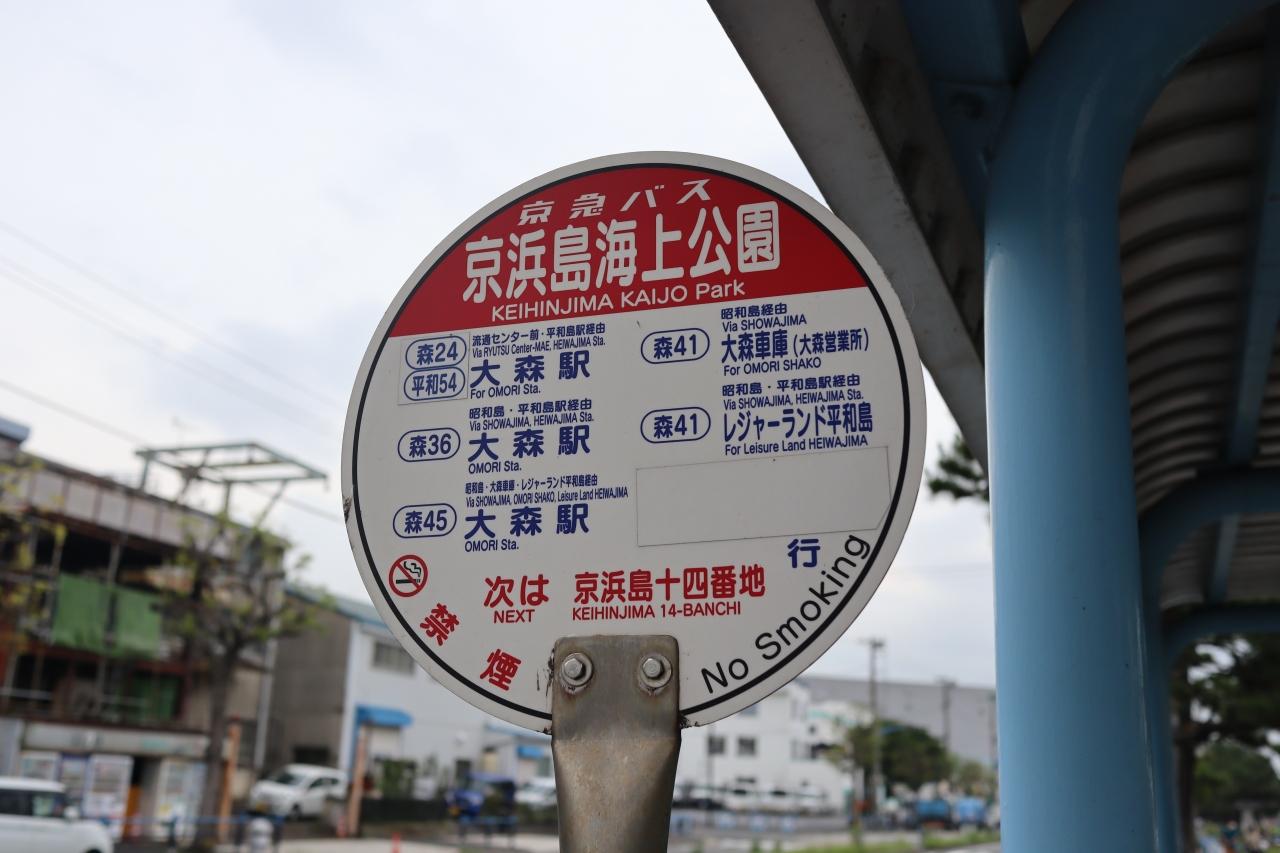 京急バス
京浜島海上公園
KEIHINJIMA KAIJO Park
森24
平和54
流通センター前・平和島駅経由
Via RYUTSU Center-MAE, HEIWAJIMA Sta.
大森駅
For OMORI Sta.
森36
昭和島・平和島駅経由
Via SHOWAJIMA, HEIWAJIMA Sta.
大森駅
OMORI Sta.
森45
昭和島・大森車庫・レジャーランド平和島経由
Via SHOWAJIMA, OMORI SHAKO, Leisure Land HEIWAJIMA
大森駅
OMORI Sta.
森41
昭和島経由
Via SHOWAJIMA
大森車庫(大森営業所)
For OMORI SHAKO
森41
昭和島・平和島駅経由
Via SHOWAJIMA, HEIWAJIMA Sta.
レジャーランド平和島
For Leisure Land HEIWAJIMA
行
次は 京浜島十四番地
NEXT KEIHINJIMA 14-BANCHI
禁煙
No Smoking